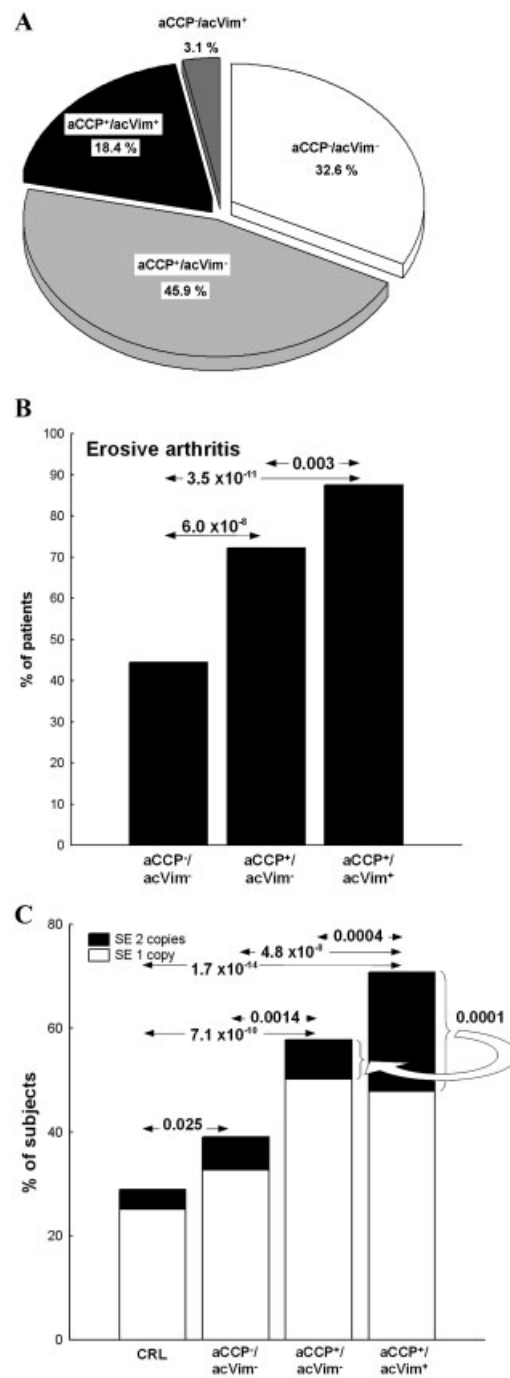 A
aCCP⁻/acVim⁺
3.1 %
aCCP⁺/acVim⁺
18.4 %
aCCP⁻/acVim⁻
32.6 %
aCCP⁺/acVim⁻
45.9 %
B
Erosive arthritis
0.003
3.5 x10⁻¹¹
6.0 x10⁻⁸
% of patients
100
90
80
70
60
50
40
30
20
10
0
aCCP⁻/
acVim⁻
aCCP⁺/
acVim⁻
aCCP⁺/
acVim⁺
C
SE 2 copies
SE 1 copy
0.0004
4.8 x10⁻⁸
1.7 x10⁻¹⁴
0.0001
0.0014
7.1 x10⁻¹⁰
0.025
% of subjects
80
60
40
20
0
CRL
aCCP⁻/
acVim⁻
aCCP⁺/
acVim⁻
aCCP⁺/
acVim⁺